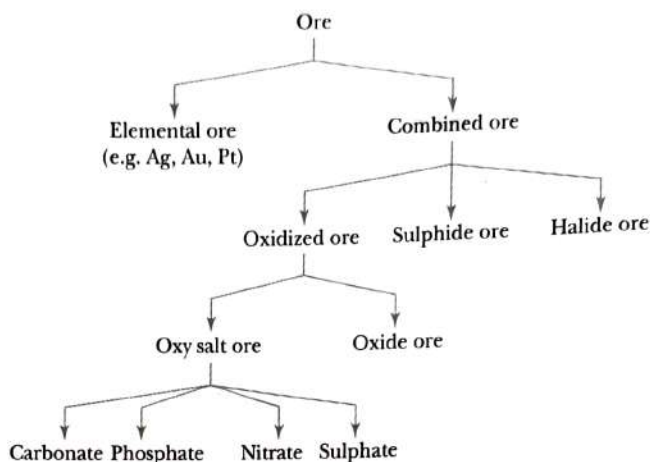 Ore
Elemental ore
(e.g. Ag, Au, Pt)
Combined ore
Oxidized ore
Sulphide ore
Halide ore
Oxy salt ore
Oxide ore
Carbonate
Phosphate
Nitrate
Sulphate